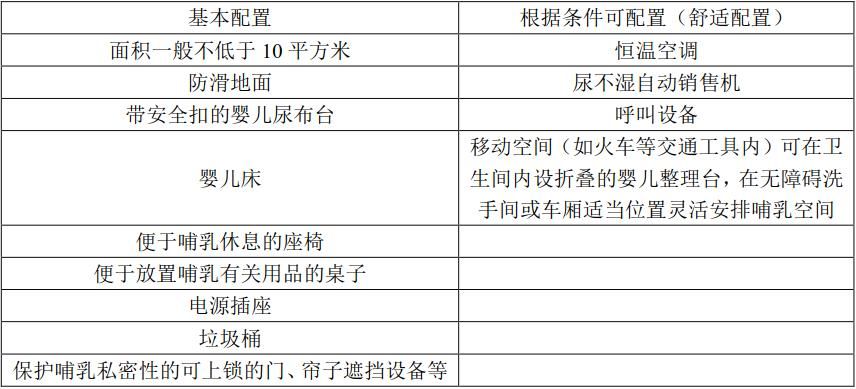 基本配置
根据条件可配置（舒适配置）
面积一般不低于 10 平方米
恒温空调
防滑地面
尿不湿自动销售机
带安全扣的婴儿尿布台
呼叫设备
婴儿床
移动空间（如火车等交通工具内）可在卫
生间内设折叠的婴儿整理台，在无障碍洗
手间或车厢适当位置灵活安排哺乳空间
便于哺乳休息的座椅
便于放置哺乳有关用品的桌子
电源插座
垃圾桶
保护哺乳私密性的可上锁的门、帘子遮挡设备等